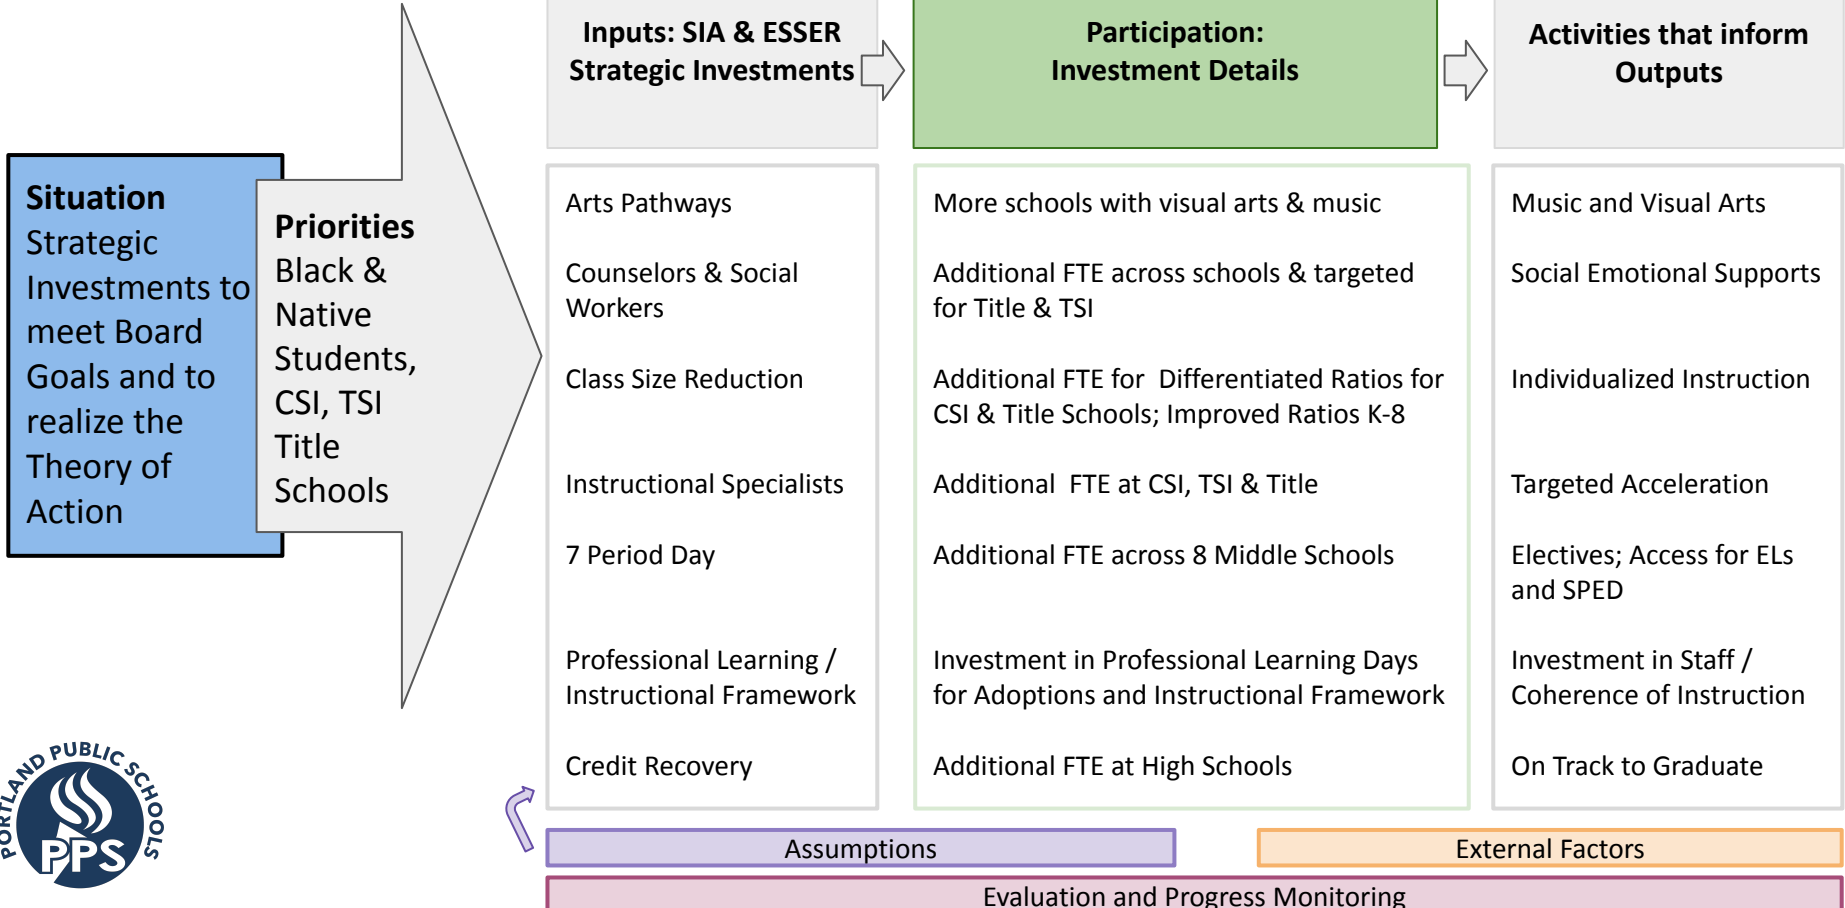 Situation
Strategic
Investments to
meet Board
Goals and to
realize the
Theory of
Action
Priorities
Black &
Native
Students,
CSI, TSI
Title
Schools
Inputs: SIA & ESSER
Strategic Investments
Participation:
Investment Details
Activities that inform
Outputs
Arts Pathways
More schools with visual arts & music
Music and Visual Arts
Counselors & Social
Workers
Additional FTE across schools & targeted
for Title & TSI
Social Emotional Supports
Class Size Reduction
Additional FTE for Differentiated Ratios for
CSI & Title Schools; Improved Ratios K-8
Individualized Instruction
Instructional Specialists
Additional FTE at CSI, TSI & Title
Targeted Acceleration
7 Period Day
Additional FTE across 8 Middle Schools
Electives; Access for ELs
and SPED
Professional Learning /
Instructional Framework
Investment in Professional Learning Days
for Adoptions and Instructional Framework
Investment in Staff /
Coherence of Instruction
Credit Recovery
Additional FTE at High Schools
On Track to Graduate
PORTLAND PUBLIC SCHOOLS
PPS
Assumptions
External Factors
Evaluation and Progress Monitoring